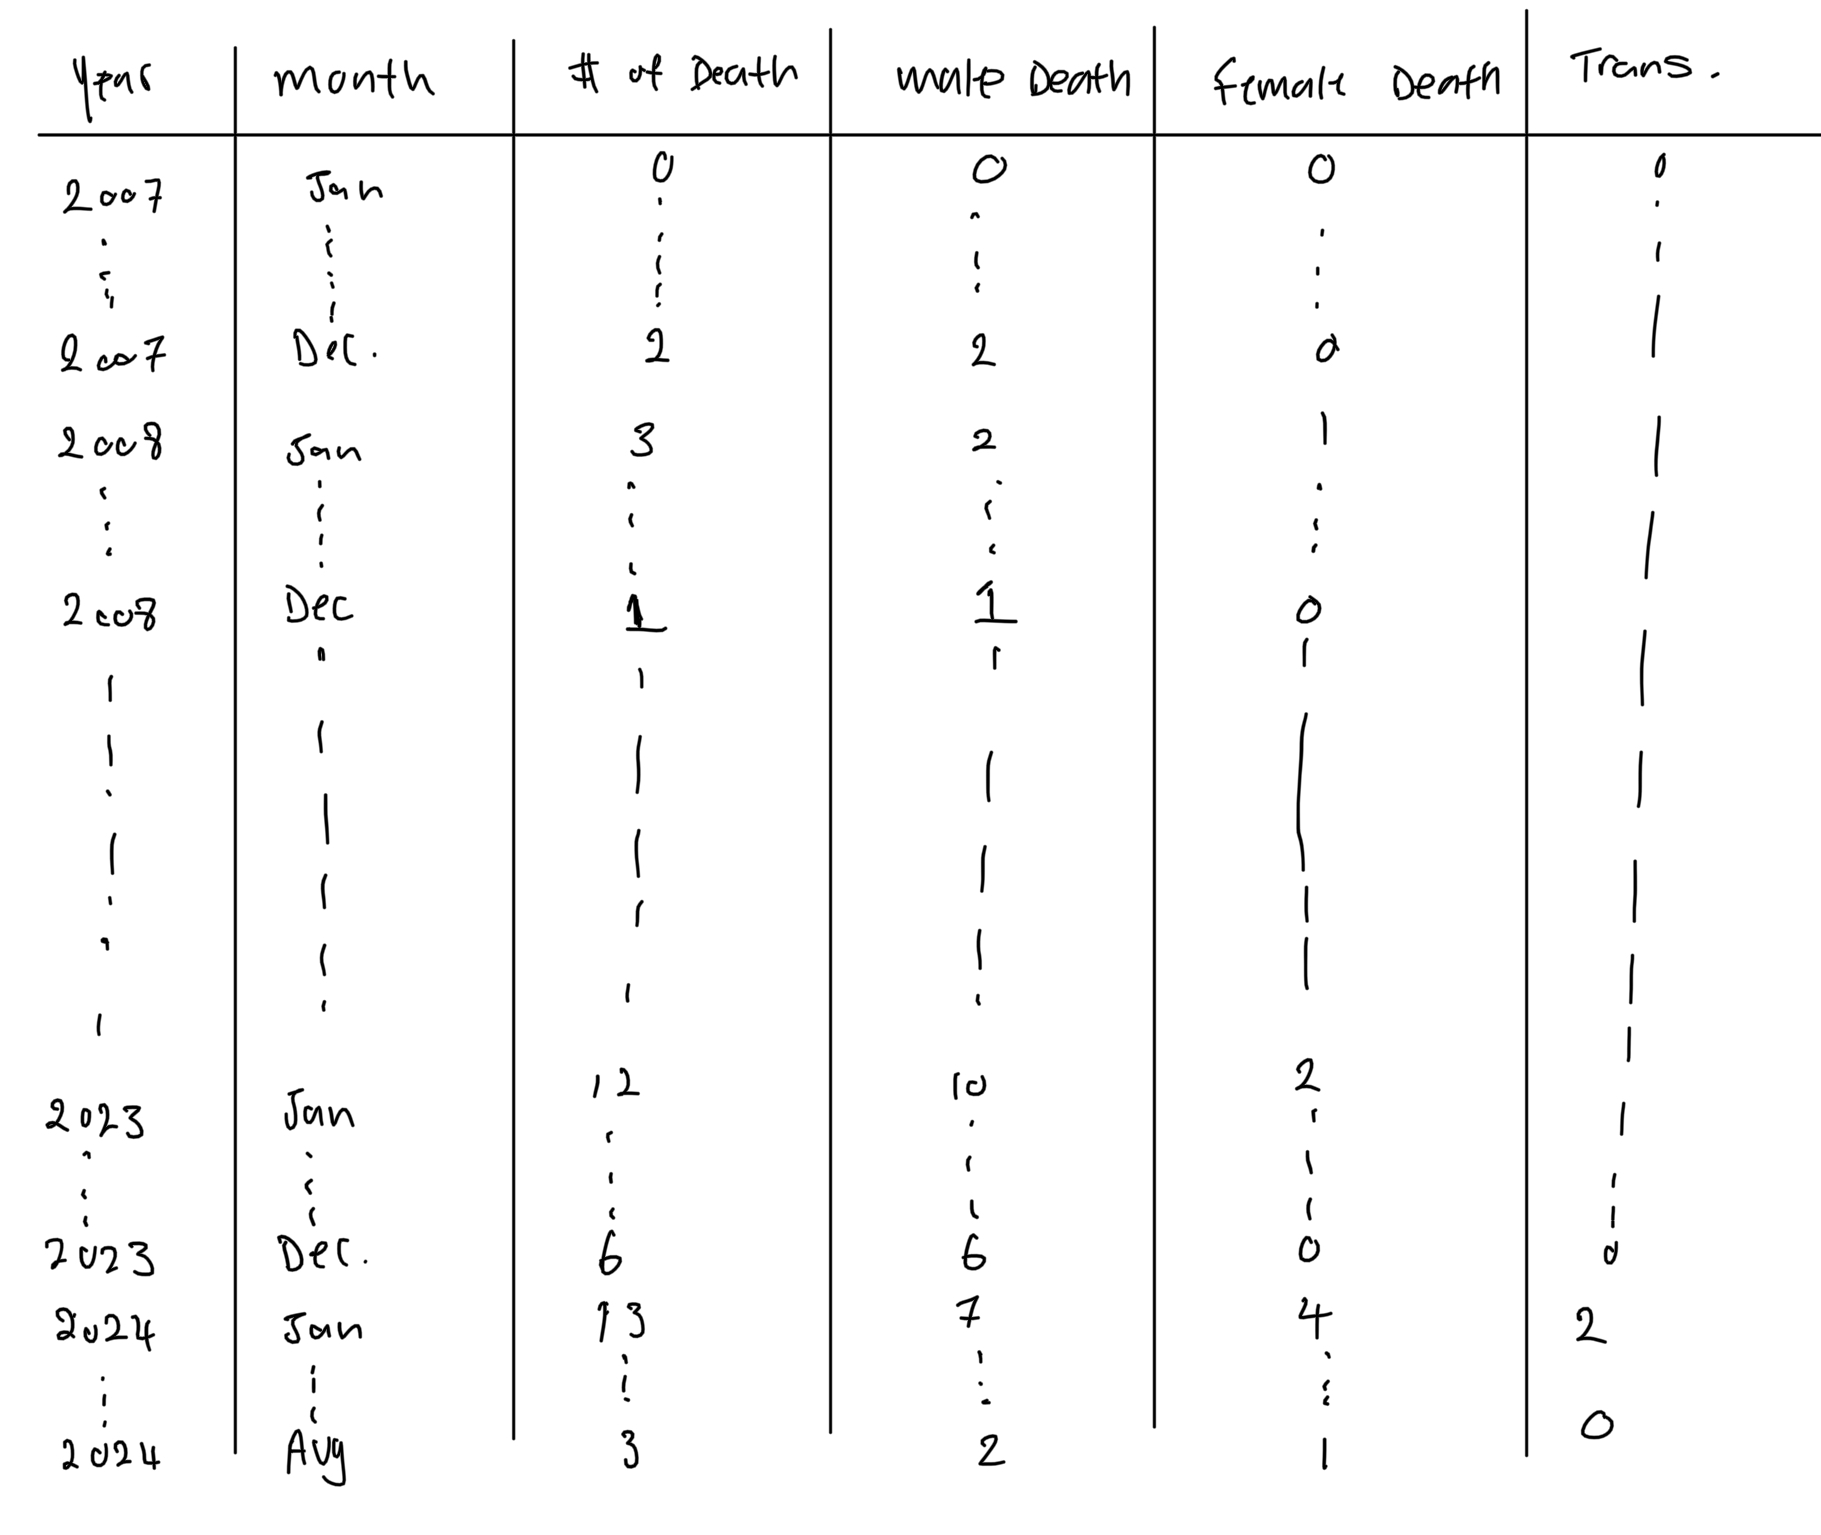 Year month # of Death male Death female Death Trans.
2007 Jan 0 0 0 0
2007 Dec. 2 2 0
2008 Jan 3 2 1
2008 Dec 1 1 0
2023 Jan 12 10 2
2023 Dec. 6 6 0 0
2024 Jan 13 7 4 2
2024 Aug 3 2 1 0